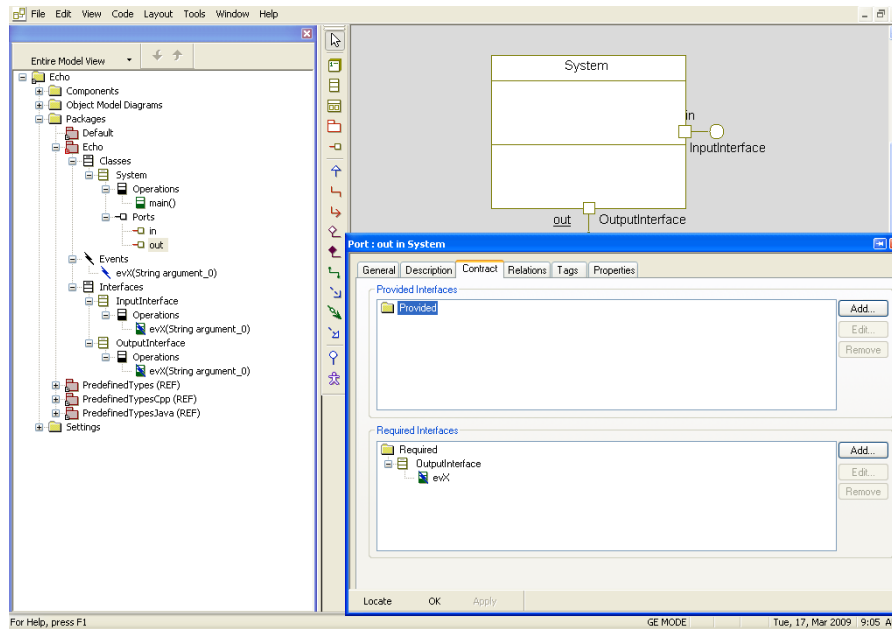 File Edit View Code Layout Tools Window Help
Entire Model View
Echo
Components
Object Model Diagrams
Packages
Default
Echo
Classes
System
Operations
main()
Ports
in
out
Events
evX(String argument_0)
Interfaces
InputInterface
Operations
evX(String argument_0)
OutputInterface
Operations
evX(String argument_0)
PredefinedTypes (REF)
PredefinedTypesCpp (REF)
PredefinedTypesJava (REF)
Settings
System
in
InputInterface
out OutputInterface
Port : out in System
General Description Contract Relations Tags Properties
Provided Interfaces
Provided
Add...
Edit...
Remove
Required Interfaces
Required
OutputInterface
evX
Add...
Edit...
Remove
Locate OK Apply
For Help, press F1 GE MODE Tue, 17, Mar 2009 9:05 A